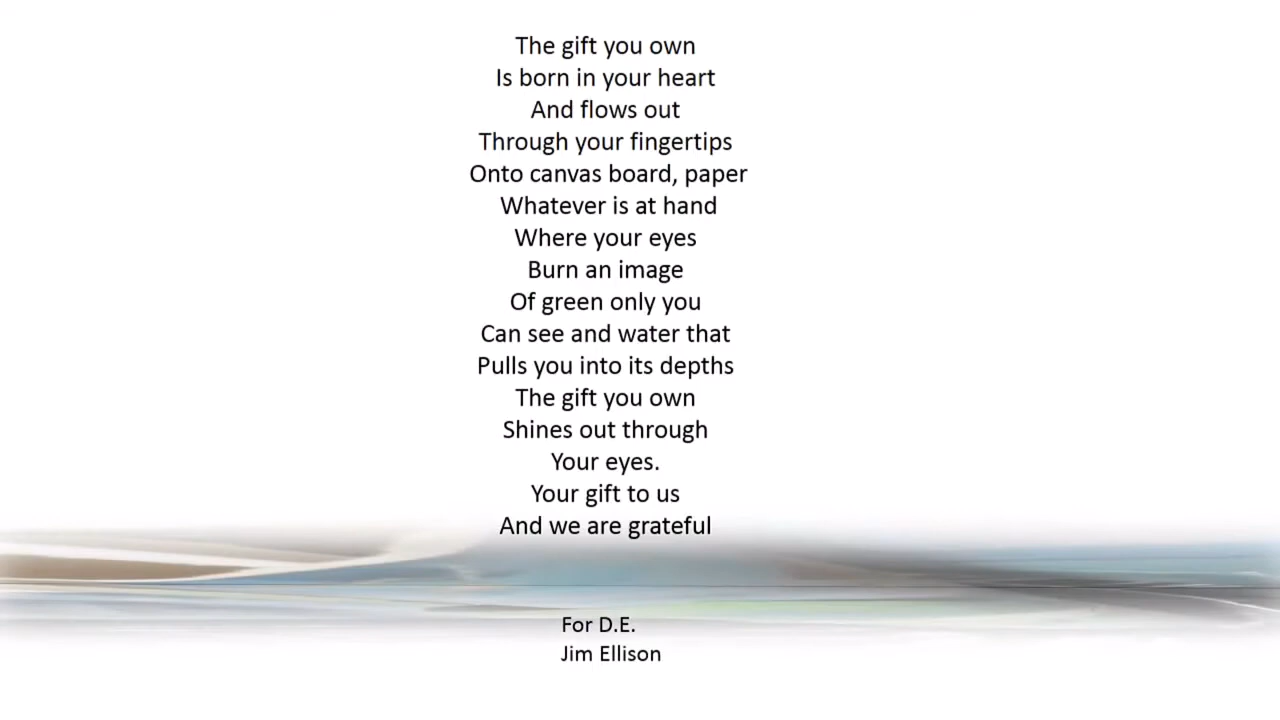 The gift you own
Is born in your heart
And flows out
Through your fingertips
Onto canvas board, paper
Whatever is at hand
Where your eyes
Burn an image
Of green only you
Can see and water that
Pulls you into its depths
The gift you own
Shines out through
Your eyes.
Your gift to us
And we are grateful
For D.E.
Jim Ellison